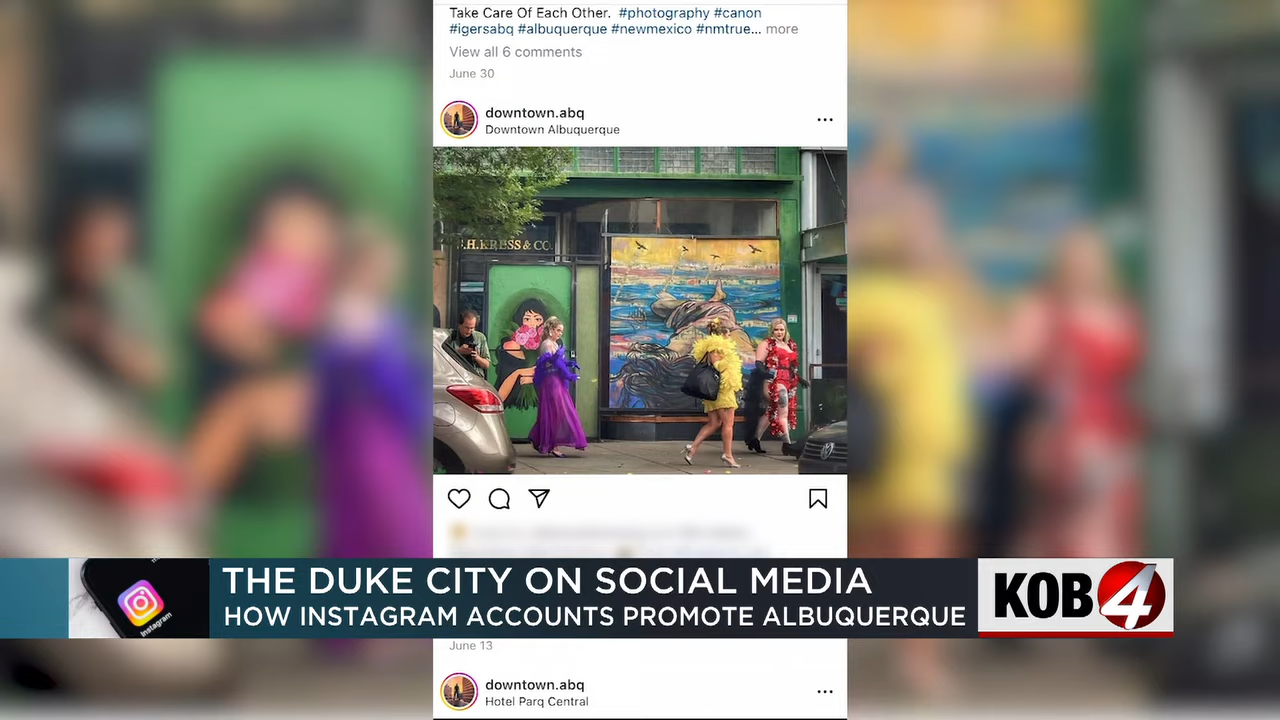 Take Care Of Each Other. #photography #canon
#igersabq #albuquerque #newmexico #nmtrue... more
View all 6 comments
June 30
downtown.abq
Downtown Albuquerque
.H.KRESS & CO.
THE DUKE CITY ON SOCIAL MEDIA
HOW INSTAGRAM ACCOUNTS PROMOTE ALBUQUERQUE
Instagram
KOB 4
June 13
downtown.abq
Hotel Parq Central